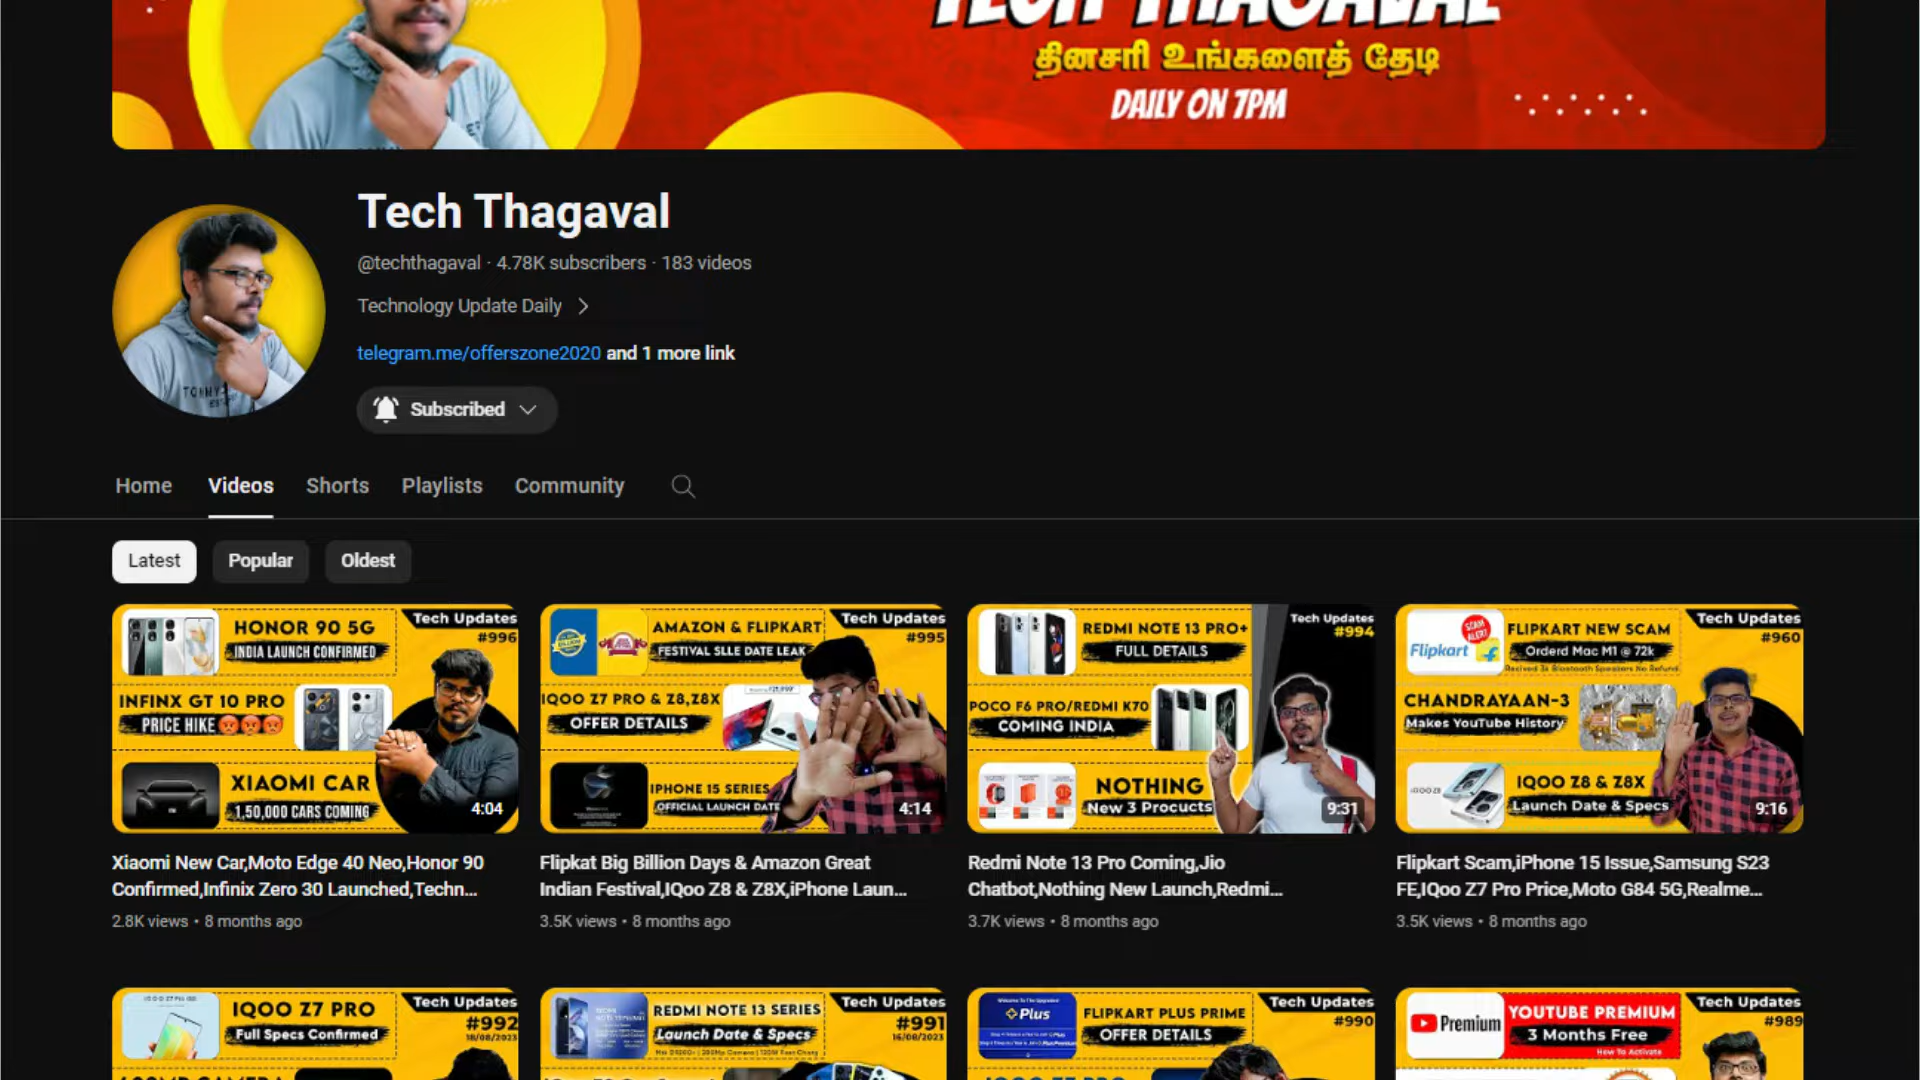 TECH THAGAVAL
தினசரி உங்களைத் தேடி
DAILY ON 7PM
Tech Thagaval
@techthagaval · 4.78K subscribers · 183 videos
Technology Update Daily
telegram.me/offerszone2020 and 1 more link
Subscribed
Home Videos Shorts Playlists Community
Latest Popular Oldest
Tech Updates
#996
HONOR 90 5G
INDIA LAUNCH CONFIRMED
INFINX GT 10 PRO
PRICE HIKE
XIAOMI CAR
1,50,000 CARS COMING
4:04
Xiaomi New Car,Moto Edge 40 Neo,Honor 90
Confirmed,Infinix Zero 30 Launched,Techn...
2.8K views • 8 months ago
Tech Updates
#995
AMAZON & FLIPKART
FESTIVAL SLLE DATE LEAK
IQOO Z7 PRO & Z8,Z8X
OFFER DETAILS
IPHONE 15 SERIES
OFFICIAL LAUNCH DATE
4:14
Flipkat Big Billion Days & Amazon Great
Indian Festival,IQoo Z8 & Z8X,iPhone Laun...
3.5K views • 8 months ago
Tech Updates
#994
REDMI NOTE 13 PRO+
FULL DETAILS
POCO F6 PRO/REDMI K70
COMING INDIA
NOTHING
New 3 Procucts
9:31
Redmi Note 13 Pro Coming,Jio
Chatbot,Nothing New Launch,Redmi...
3.7K views • 8 months ago
Tech Updates
#960
SCAM
ALERT
Flipkart
FLIPKART NEW SCAM
Orderd Mac M1 @ 72k
Recived 3k Bluetooth Speakers No Refund
CHANDRAYAAN-3
Makes YouTube History
IQOO Z8 & Z8X
Launch Date & Specs
9:16
Flipkart Scam,iPhone 15 Issue,Samsung S23
FE,IQoo Z7 Pro Price,Moto G84 5G,Realme...
3.5K views • 8 months ago
Tech Updates
#992
18/08/2023
IQOO Z7 PRO
Full Specs Confirmed
Tech Updates
#991
16/08/2023
REDMI NOTE 13 SERIES
Launch Date & Specs
Tech Updates
#990
Plus
FLIPKART PLUS PRIME
OFFER DETAILS
Tech Updates
#989
Premium
YOUTUBE PREMIUM
3 Months Free
How To Activate